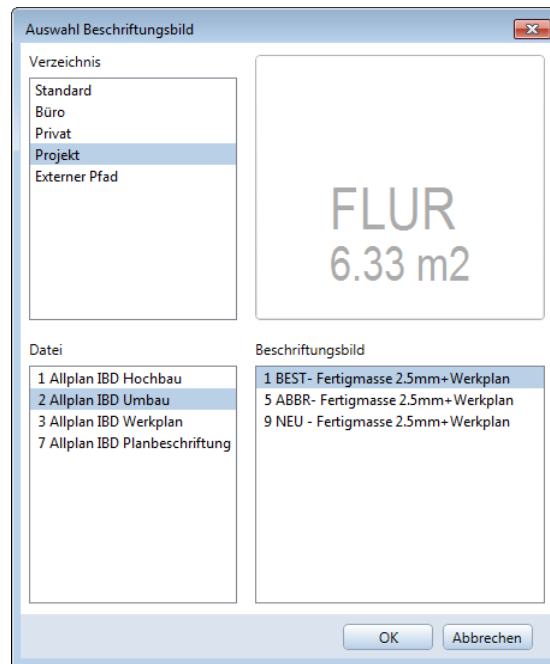 Auswahl Beschriftungsbild
Verzeichnis
Standard
Büro
Privat
Projekt
Externer Pfad
FLUR
6.33 m2
Datei
1 Allplan IBD Hochbau
2 Allplan IBD Umbau
3 Allplan IBD Werkplan
7 Allplan IBD Planbeschriftung
Beschriftungsbild
1 BEST- Fertigmasse 2.5mm+Werkplan
5 ABBR- Fertigmasse 2.5mm+Werkplan
9 NEU - Fertigmasse 2.5mm+Werkplan
OK
Abbrechen